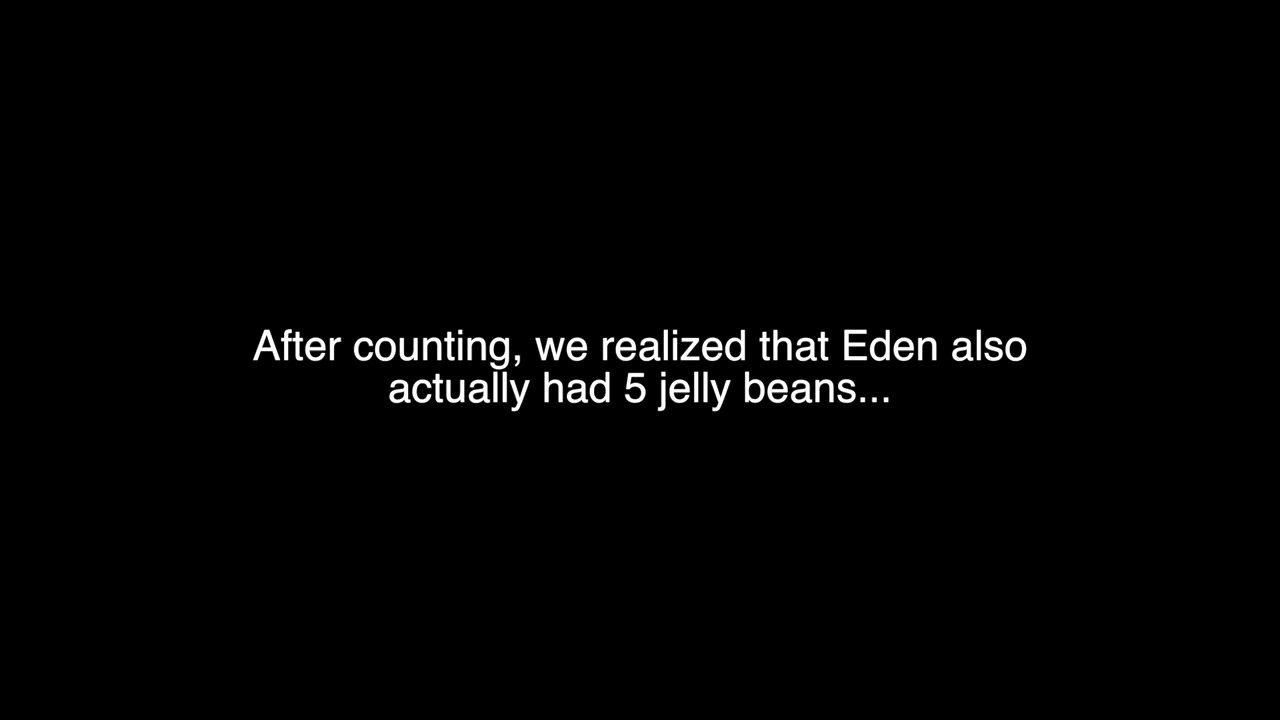 After counting, we realized that Eden also
actually had 5 jelly beans...